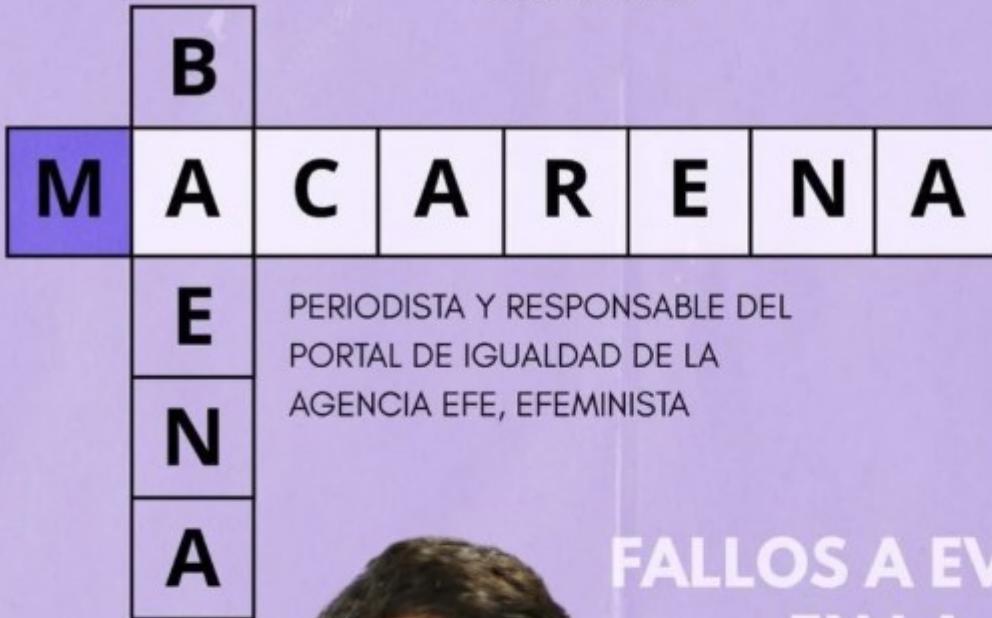 B
MACARENA
E
N
A
PERIODISTA Y RESPONSABLE DEL
PORTAL DE IGUALDAD DE LA
AGENCIA EFE, EFEMINISTA
FALLOS A